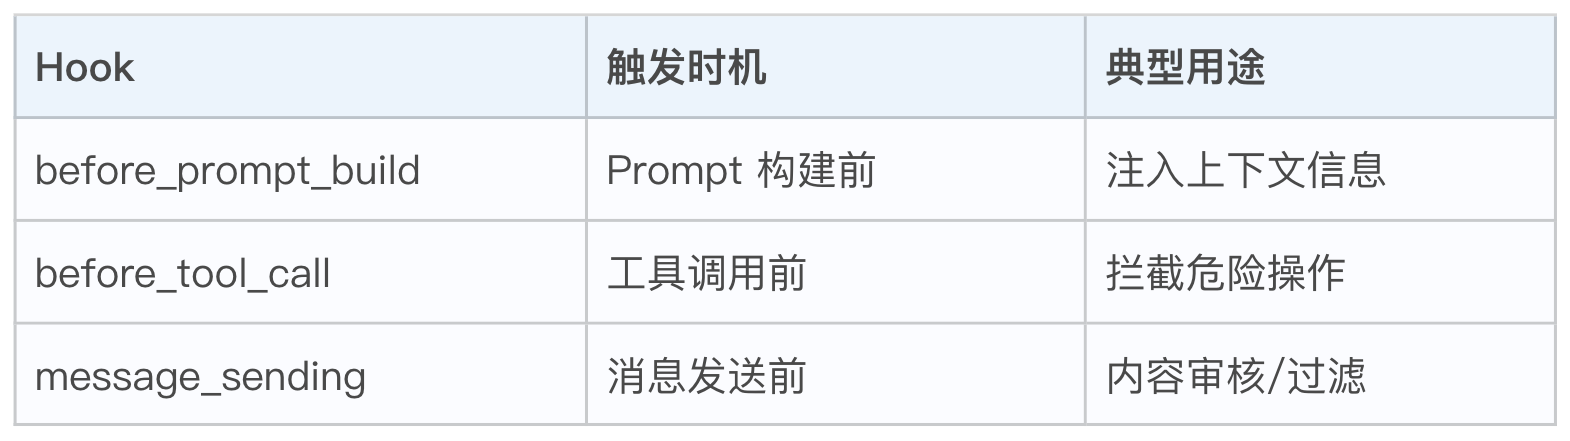 Hook 触发时机 典型用途
before_prompt_build Prompt 构建前 注入上下文信息
before_tool_call 工具调用前 拦截危险操作
message_sending 消息发送前 内容审核/过滤